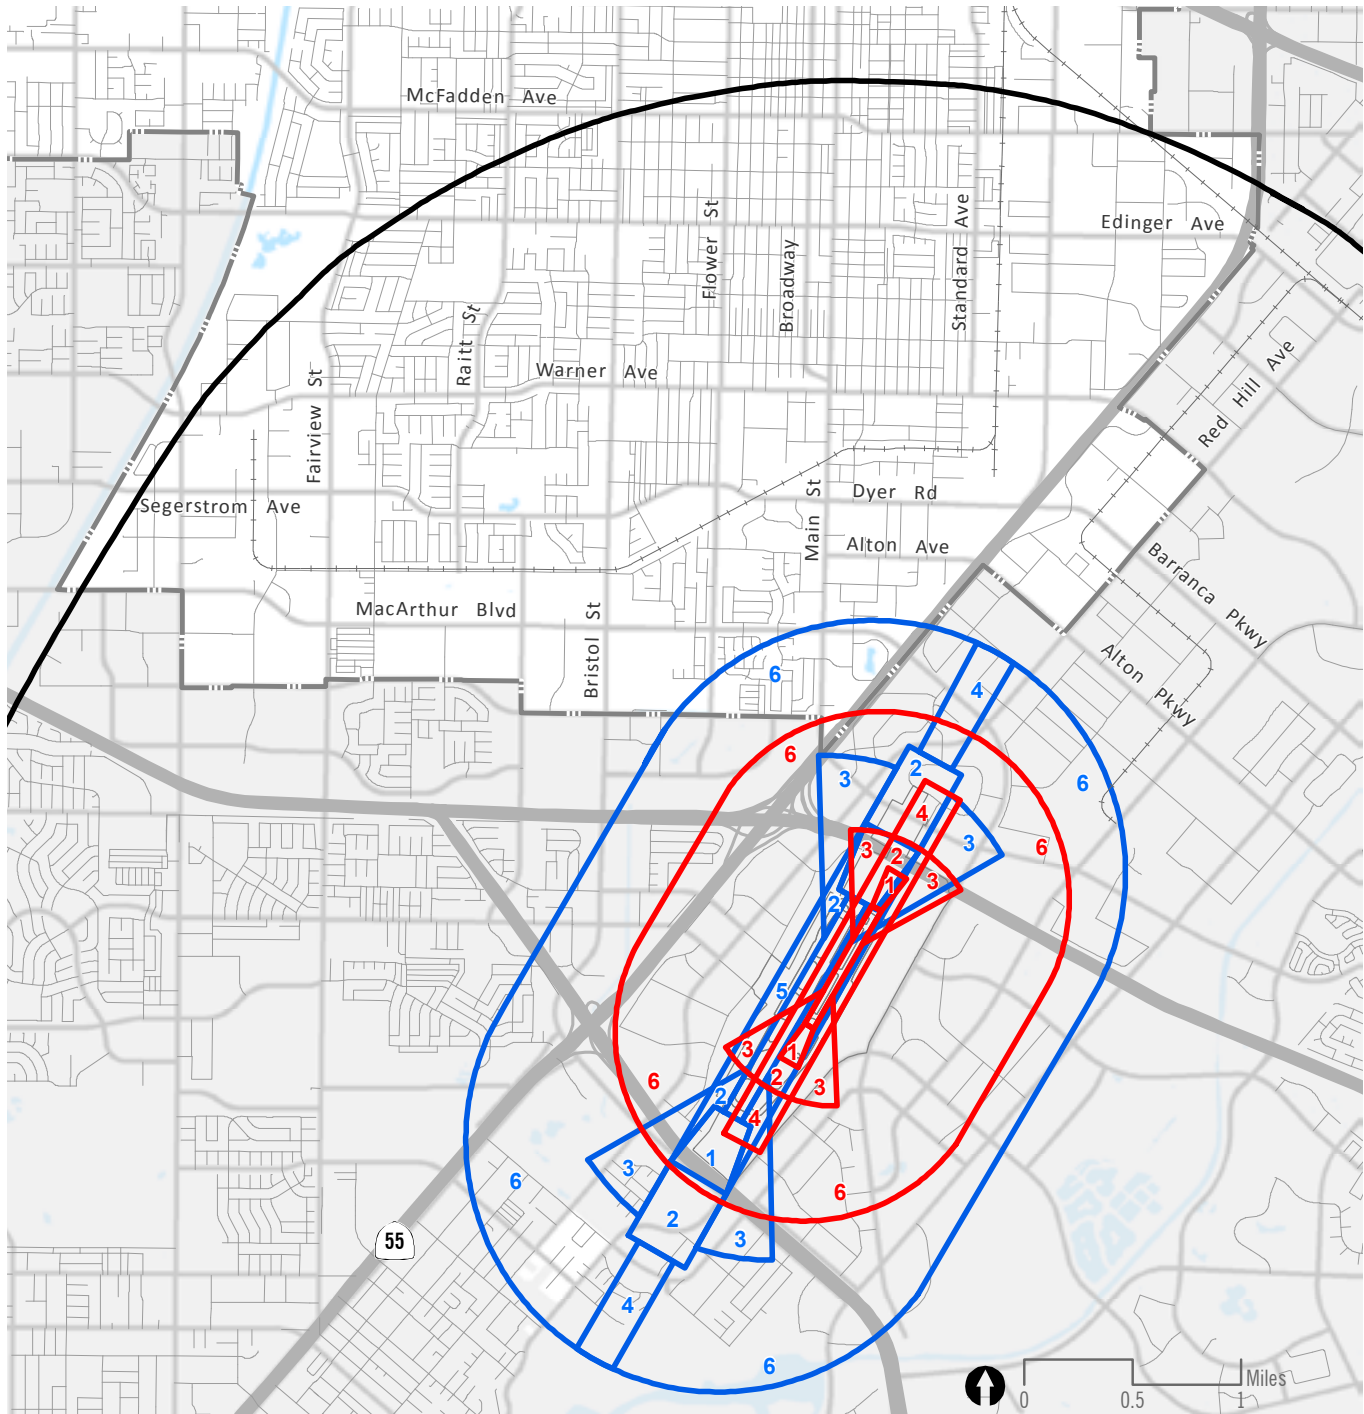 McFadden Ave
Edinger Ave
Flower St
Standard Ave
Broadway
Raitt St
Warner Ave
Fairview St
Red Hill Ave
Segerstrom Ave
Main St
Dyer Rd
Alton Ave
Barranca Pkwy
MacArthur Blvd
Bristol St
Alton Pkwy
6
4
6
2
3
6
4
3
6
3
2
3
1
2
5
3
1
2
3
6
2
4
1
3
6
6
2
3
4
6
55
Miles
0
0.5
1